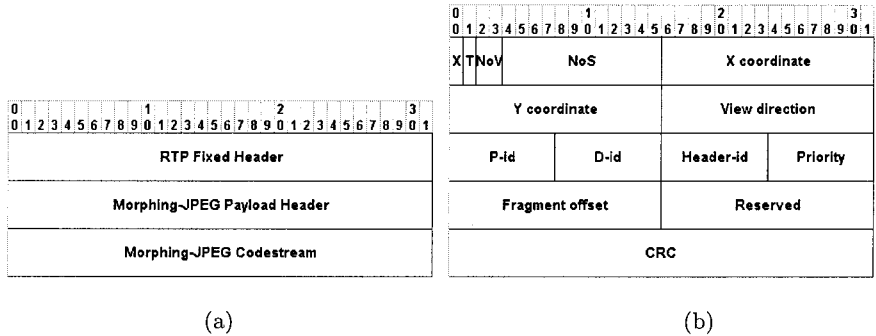 0 1 2 3
0 1 2 3 4 5 6 7 8 9 0 1 2 3 4 5 6 7 8 9 0 1 2 3 4 5 6 7 8 9 0 1
RTP Fixed Header
Morphing-JPEG Payload Header
Morphing-JPEG Codestream
(a)
0 1 2 3
0 1 2 3 4 5 6 7 8 9 0 1 2 3 4 5 6 7 8 9 0 1 2 3 4 5 6 7 8 9 0 1
X T NoV NoS X coordinate
Y coordinate View direction
P-id D-id Header-id Priority
Fragment offset Reserved
CRC
(b)